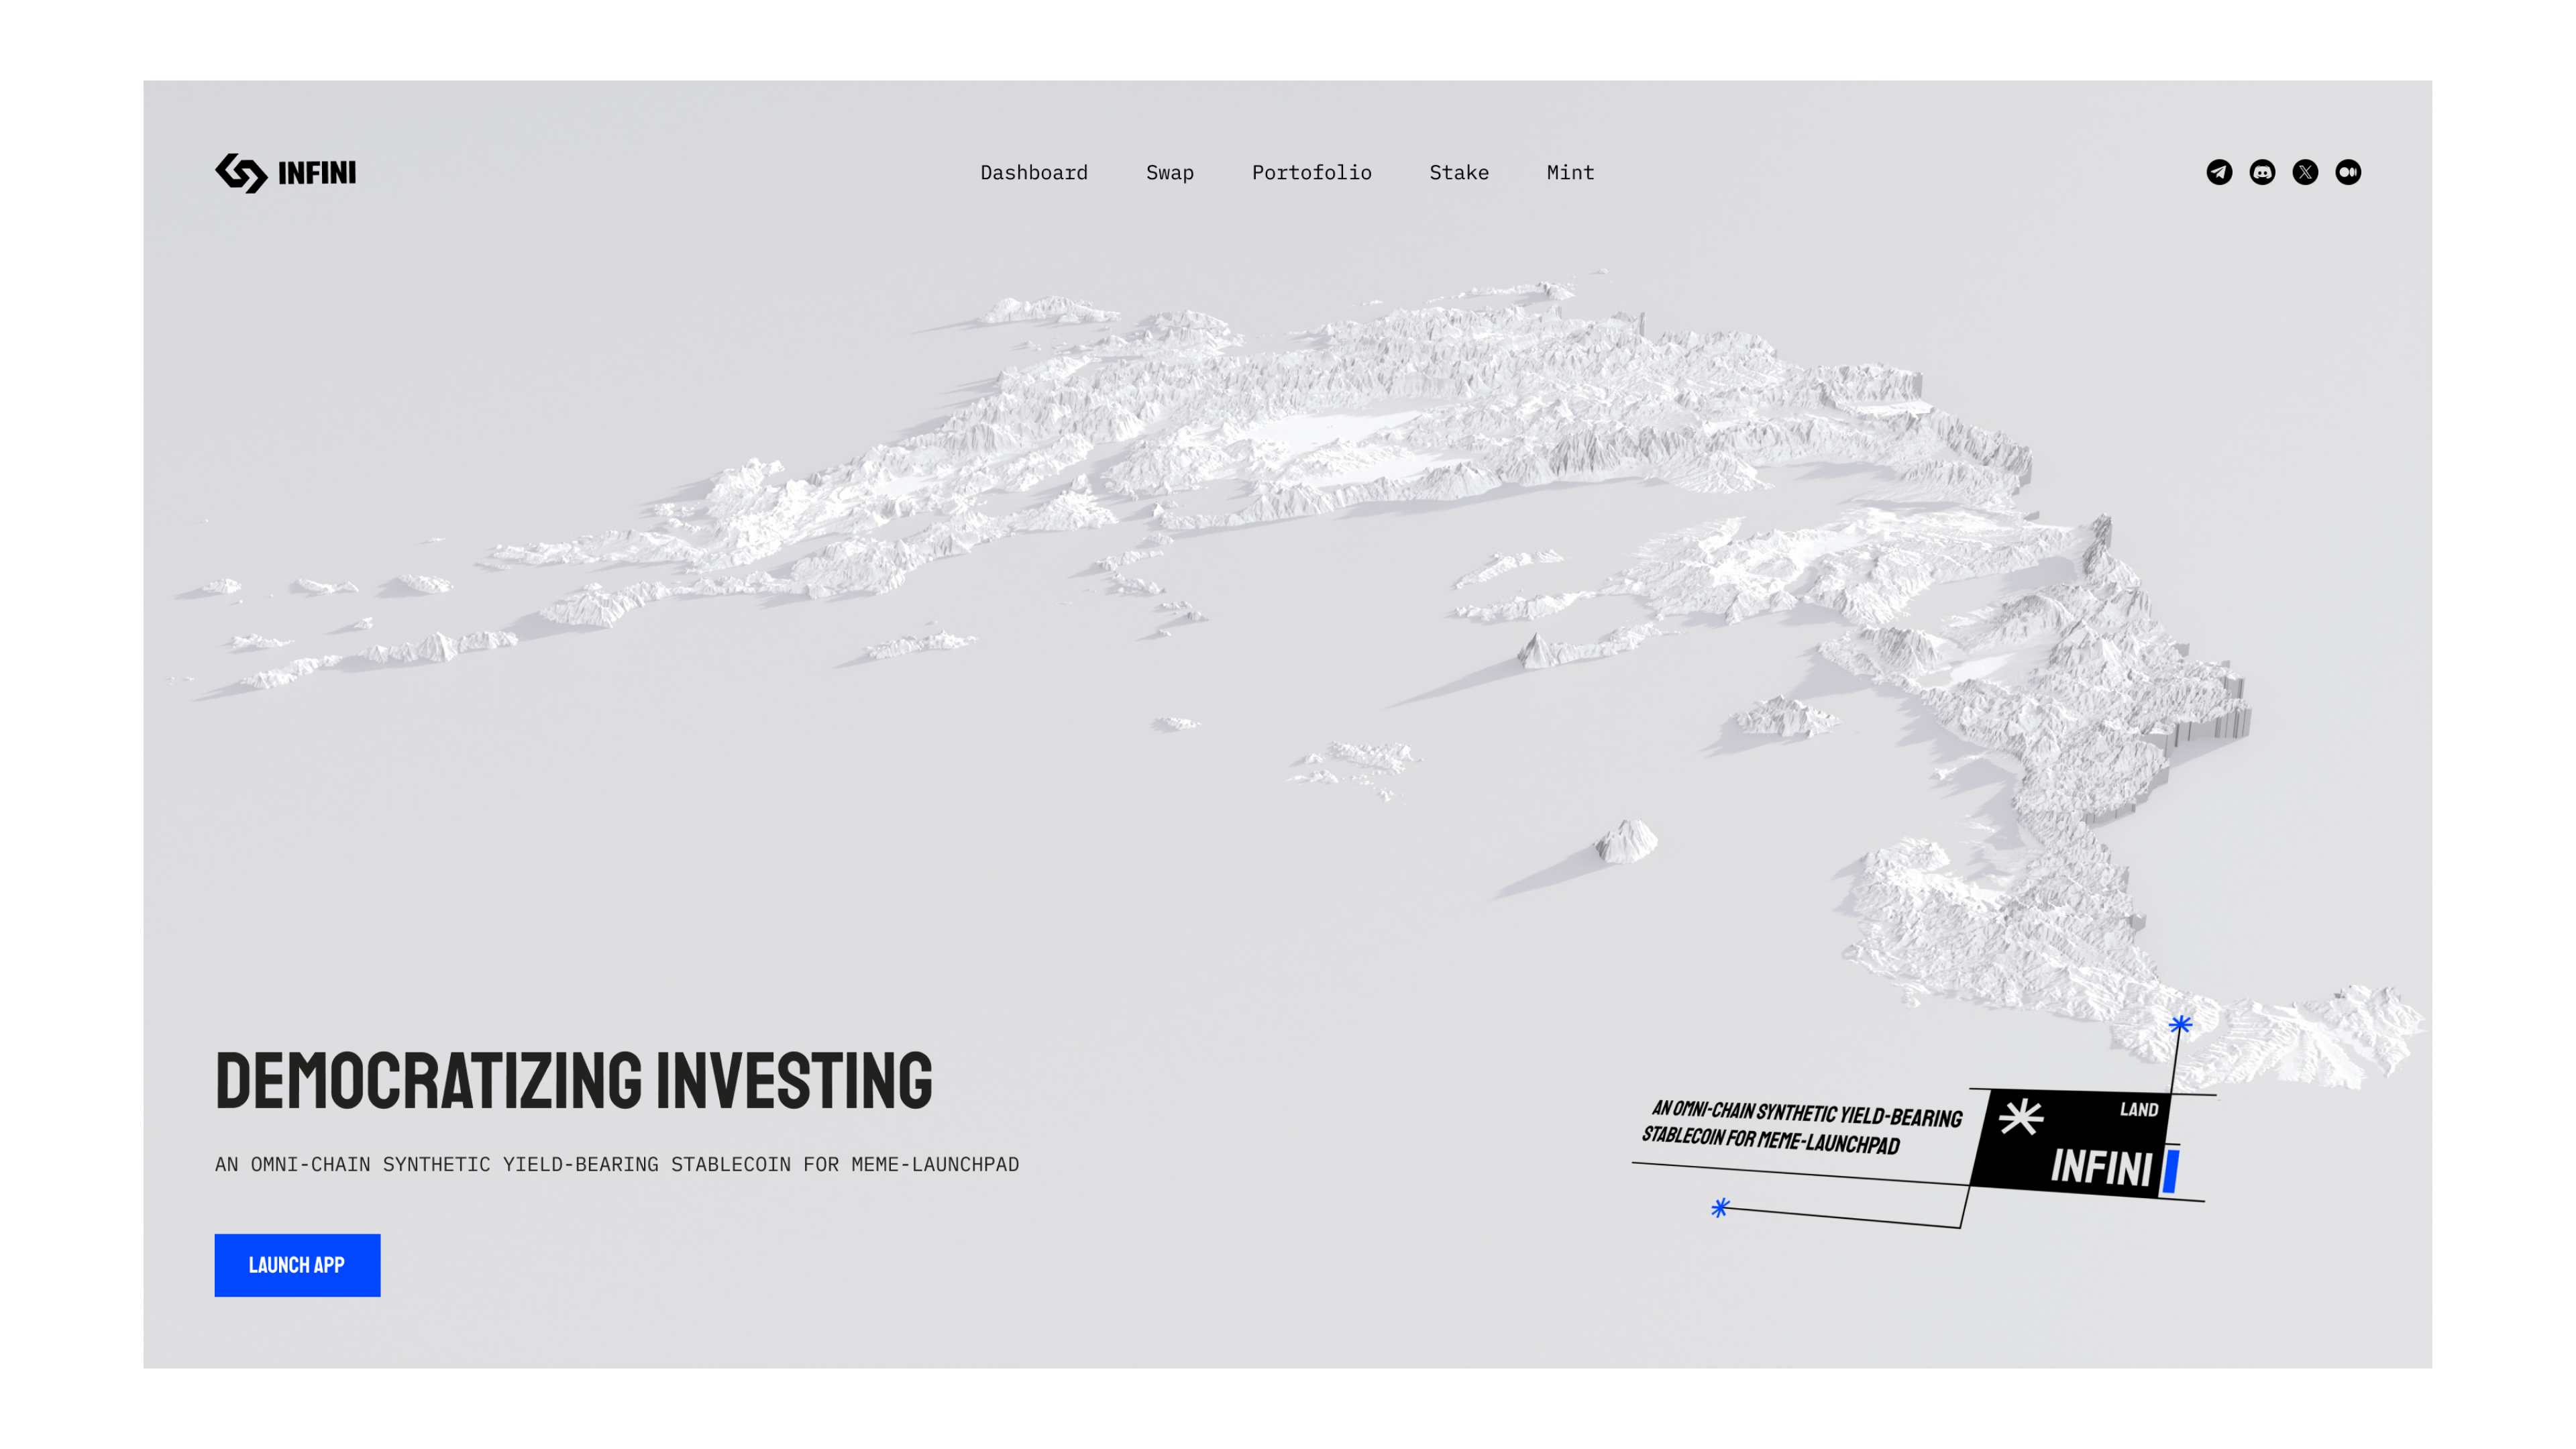 INFINI
Dashboard
Swap
Portofolio
Stake
Mint
DEMOCRATIZING INVESTING
AN OMNI-CHAIN SYNTHETIC YIELD-BEARING STABLECOIN FOR MEME-LAUNCHPAD
LAUNCH APP
AN OMNI-CHAIN SYNTHETIC YIELD-BEARING
STABLECOIN FOR MEME-LAUNCHPAD
LAND
INFINI